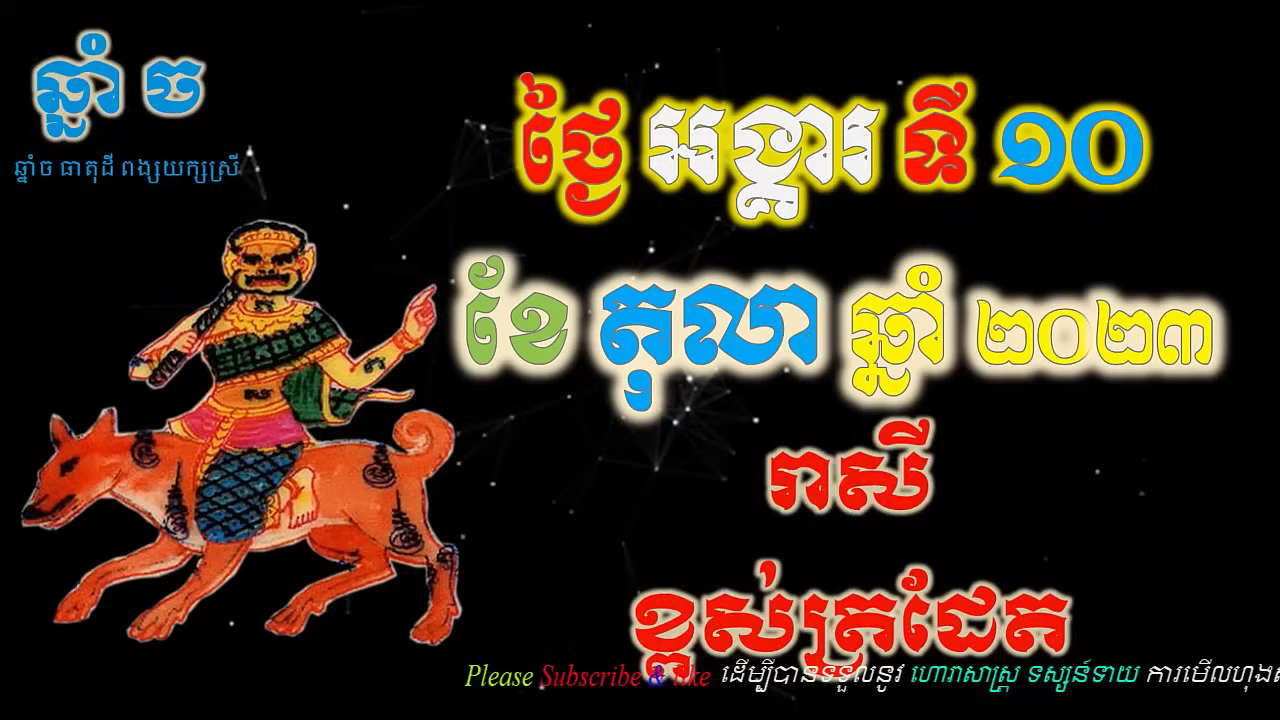 ឆ្នាំ ច
ឆ្នាំច ធាតុដី ពង្សយក្សស្រី
ថ្ងៃ អង្គារ ទី ១០
ខែ តុលា ឆ្នាំ ២០២៣
រាសី
ខ្ពស់ត្រដែត
Please Subscribe & like ដើម្បីបានទទួលនូវ ហោរាសាស្ត្រ ទស្សន៍ទាយ ការមើលហុង